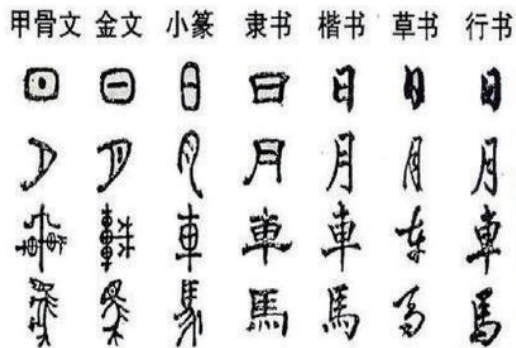 甲骨文 金文 小篆 隶书 楷书 草书 行书
日 日 日 日 日 日 日
月 月 月 月 月 月 月
車 車 車 車 車 车 車
馬 馬 馬 馬 馬 马 馬